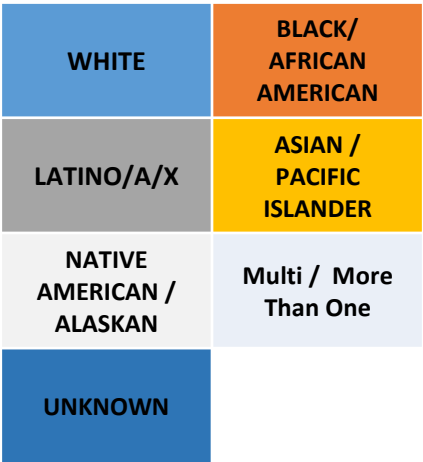 WHITE
BLACK/
AFRICAN
AMERICAN
LATINO/A/X
ASIAN /
PACIFIC
ISLANDER
NATIVE
AMERICAN /
ALASKAN
Multi / More
Than One
UNKNOWN